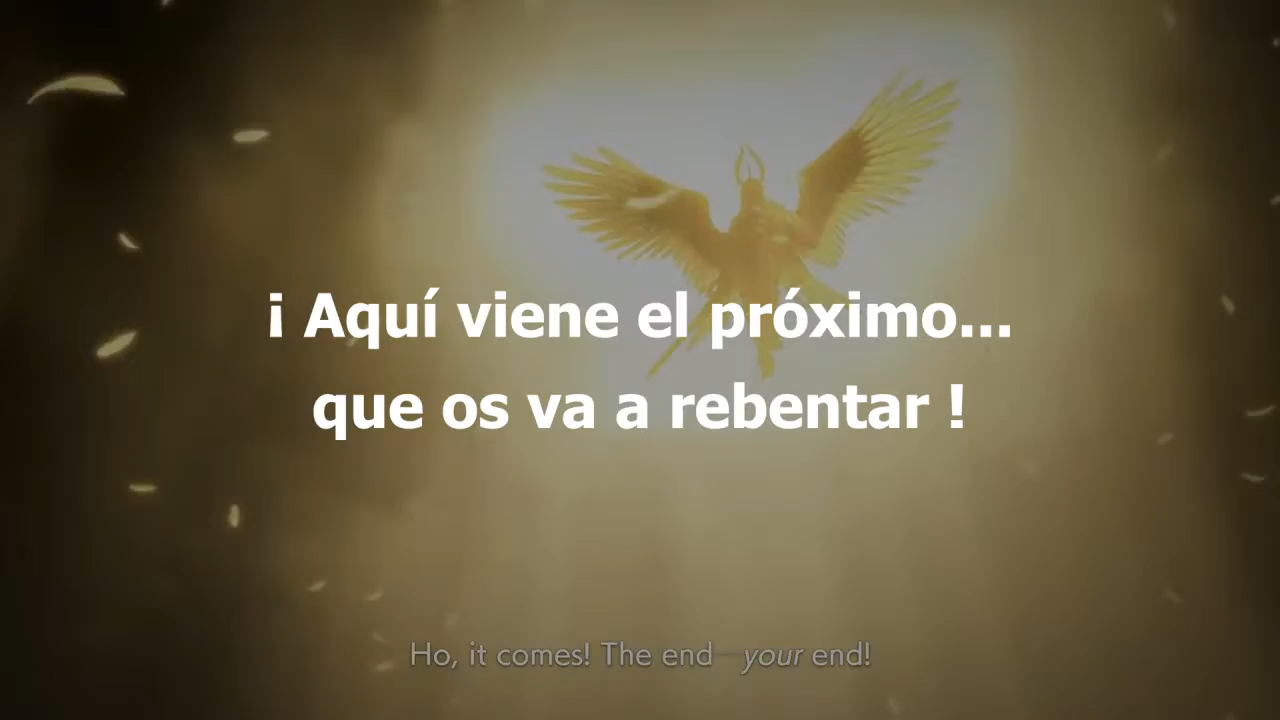 ¡ Aquí viene el próximo...
que os va a rebentar !
Ho, it comes! The end—your end!